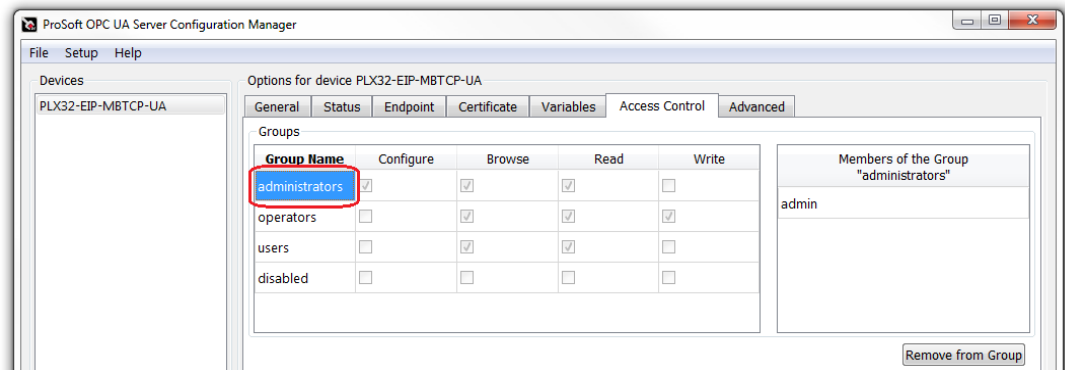 ProSoft OPC UA Server Configuration Manager
File Setup Help
Devices
PLX32-EIP-MBTCP-UA
Options for device PLX32-EIP-MBTCP-UA
General Status Endpoint Certificate Variables Access Control Advanced
Groups
Group Name Configure Browse Read Write
administrators
operators
users
disabled
Members of the Group
"administrators"
admin
Remove from Group